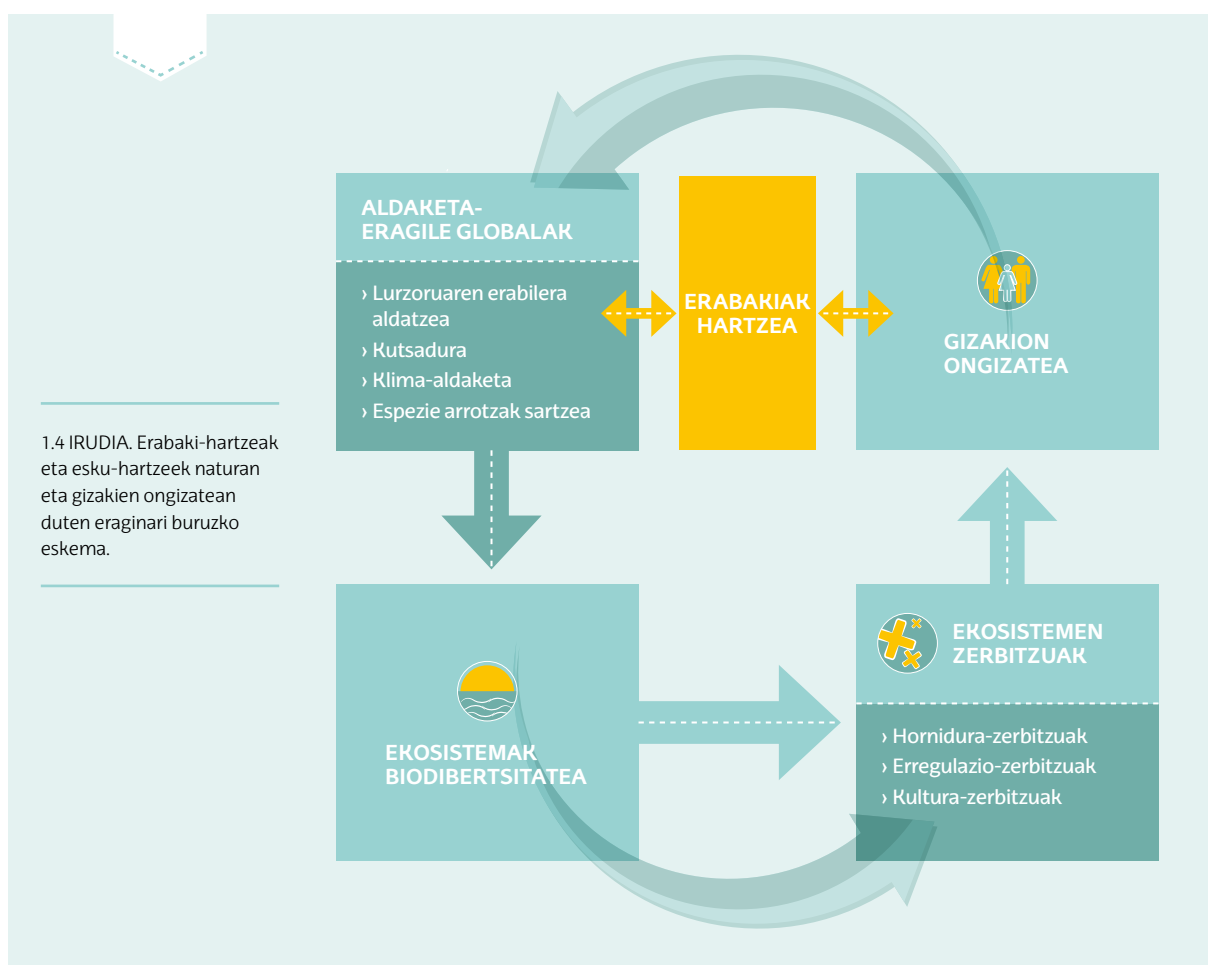 ALDAKETA-
ERAGILE GLOBALAK
› Lurzoruaren erabilera
aldatzea
› Kutsadura
› Klima-aldaketa
› Espezie arrotzak sartzea
ERABAKIAK
HARTZEA
GIZAKION
ONGIZATEA
1.4 IRUDIA. Erabaki-hartzeak
eta esku-hartzeek naturan
eta gizakien ongizatean
duten eraginari buruzko
eskema.
EKOSISTEMAK
BIODIBERTSITATEA
EKOSISTEMEN
ZERBITZUAK
› Hornidura-zerbitzuak
› Erregulazio-zerbitzuak
› Kultura-zerbitzuak